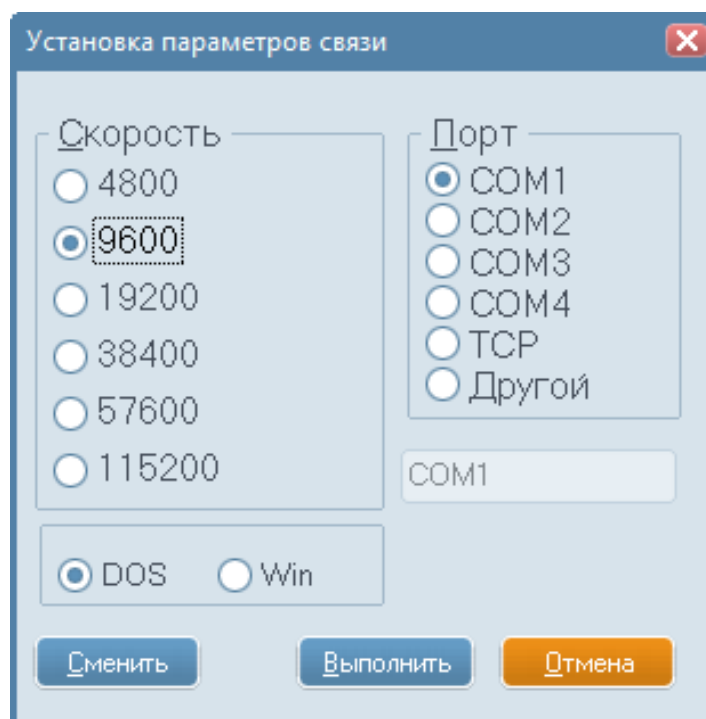 Установка параметров связи
Скорость
4800
9600
19200
38400
57600
115200
Порт
COM1
COM2
COM3
COM4
TCP
Другой
COM1
DOS Win
Сменить Выполнить Отмена